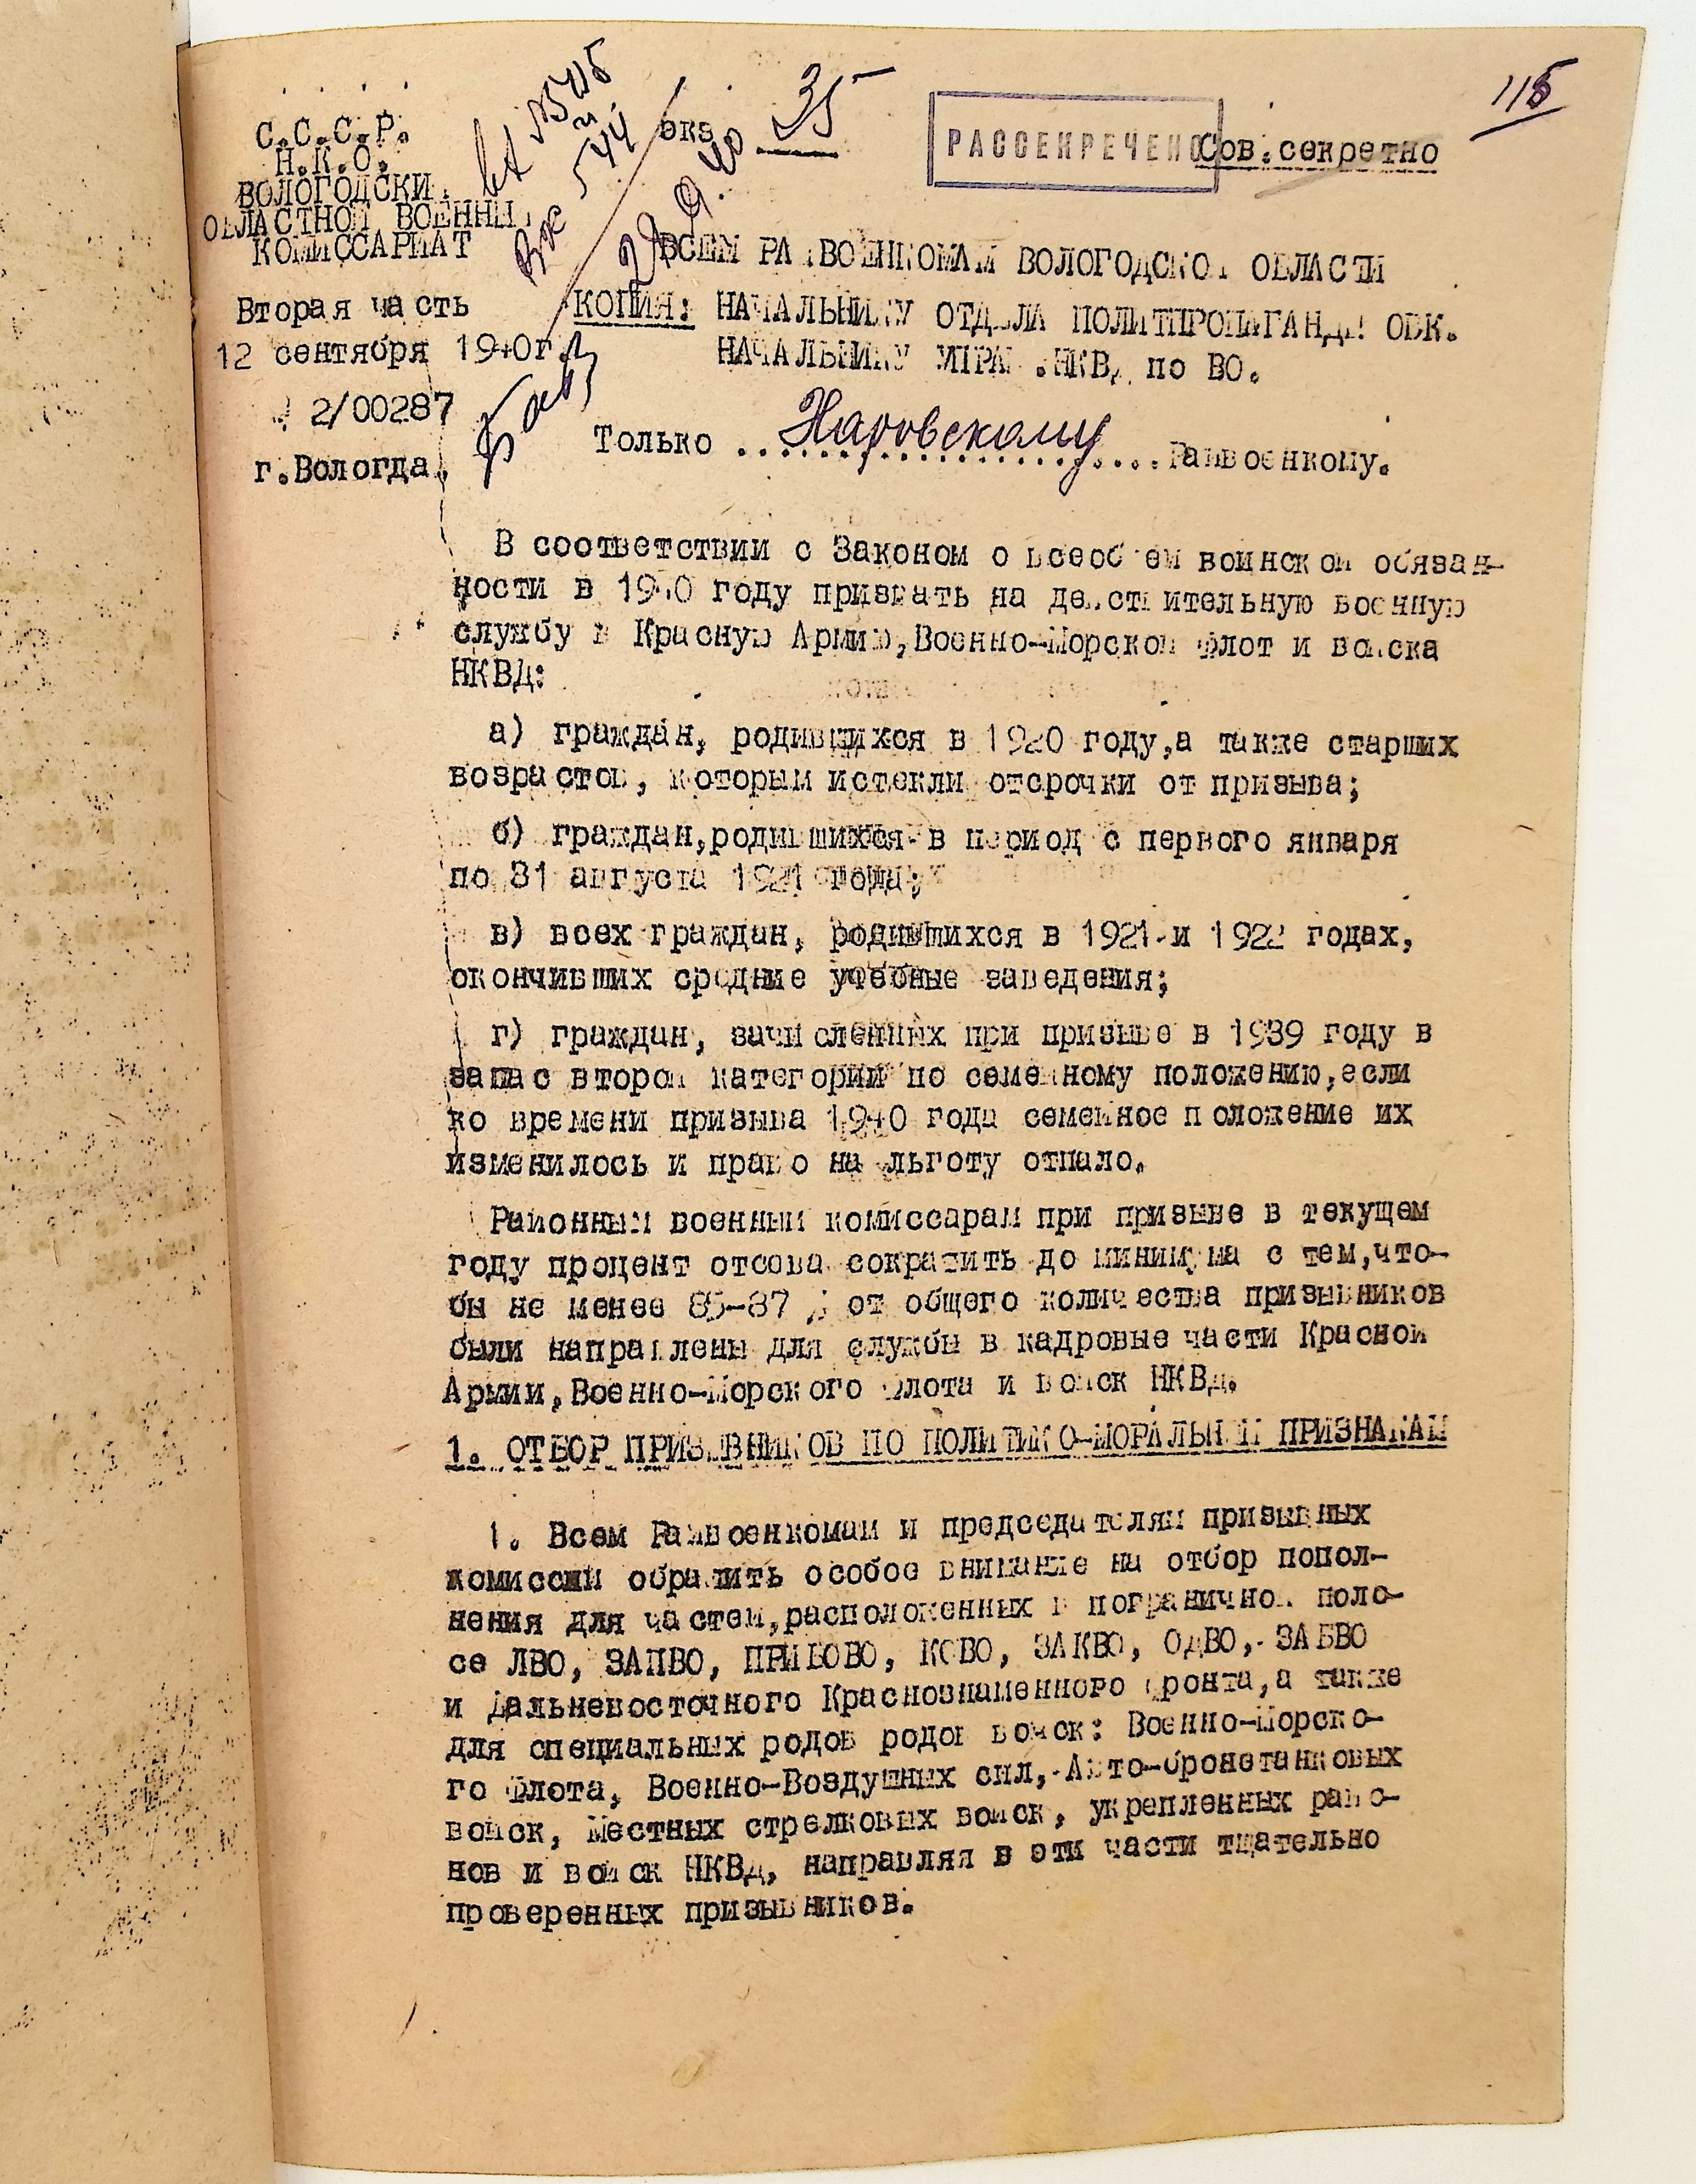 115
С.С.С.Р.
Н.К.О.
ВОЛОГОДСКИЙ
ОБЛАСТНОЙ ВОЕННЫЙ
КОМИССАРИАТ
Вторая часть
12 сентября 1940г.
2/00287
г.Вологда.
экз 35
РАССЕКРЕЧЕНО
Сов.секретно
ВСЕМ РАЙВОЕНКОМАМ ВОЛОГОДСКОЙ ОБЛАСТИ
КОПИЯ: НАЧАЛЬНИКУ ОТДЕЛА ПОЛИТПРОПАГАНДЫ ОВК.
НАЧАЛЬНИКУ УПРАВ.НКВД по ВО.
Только ..Наровскому.. Райвоенкому.
В соответствии с Законом о всеобщей воинской обязан-
ности в 1940 году призвать на действительную военную
службу в Красную Армию,Военно-Морской Флот и войска
НКВД:
а) граждан, родившихся в 1920 году,а также старших
возрастов, которым истекли отсрочки от призыва;
б) граждан,родившихся в период с первого января
по 31 августа 1921 года;
в) всех граждан, родившихся в 1921 и 1922 годах,
окончивших средние учебные заведения;
г) граждан, зачисленных при призыве в 1939 году в
запас второй категории по семейному положению,если
ко времени призыва 1940 года семейное положение их
изменилось и право на льготу отпало.
Районным военным комиссарам при призыве в текущем
году процент отсева сократить до минимума с тем,что-
бы не менее 85-87 % от общего количества призывников
были направлены для службы в кадровые части Красной
Армии,Военно-Морского Флота и войск НКВД.
1. ОТБОР ПРИЗЫВНИКОВ ПО ПОЛИТИКО-МОРАЛЬНЫМ ПРИЗНАКАМ
1. Всем Райвоенкомам и председателям призывных
комиссий обратить особое внимание на отбор попол-
нения для частей,расположенных в пограничной поло-
се ЛВО, ЗАПВО, ПРИБОВО, КОВО, ЗАКВО, ОДВО, ЗАБВО
и Дальневосточного Краснознаменного фронта,а также
для специальных родов родов войск: Военно-Морско-
го Флота, Военно-Воздушных сил, Авто-бронетанковых
войск, Местных стрелковых войск, укрепленных райо-
нов и войск НКВД, направляя в эти части тщательно
проверенных призывников.